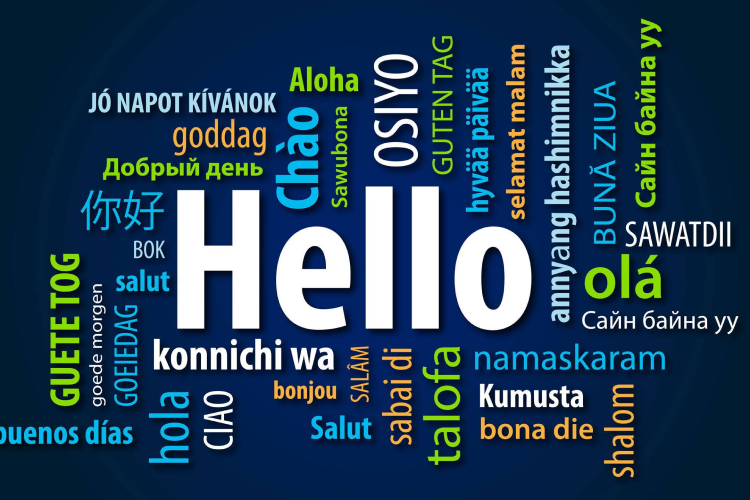 Aloha
JÓ NAPOT KÍVÁNOK
goddag
Добрый день
你好
BOK
salut
Chào
Sawubona
OSIYO
GUTEN TAG
hyvää päivää
selamat malam
annyang hashimnikka
BUNĂ ZIUA
Сайн байна уу
SAWATDII
olá
Сайн байна уу
Hello
GUETE TOG
goede morgen
GOEIEDAG
konnichi wa
bonjou
SALÂM
sabai di
talofa
namaskaram
Kumusta
bona die
shalom
buenos días
hola
CIAO
Salut